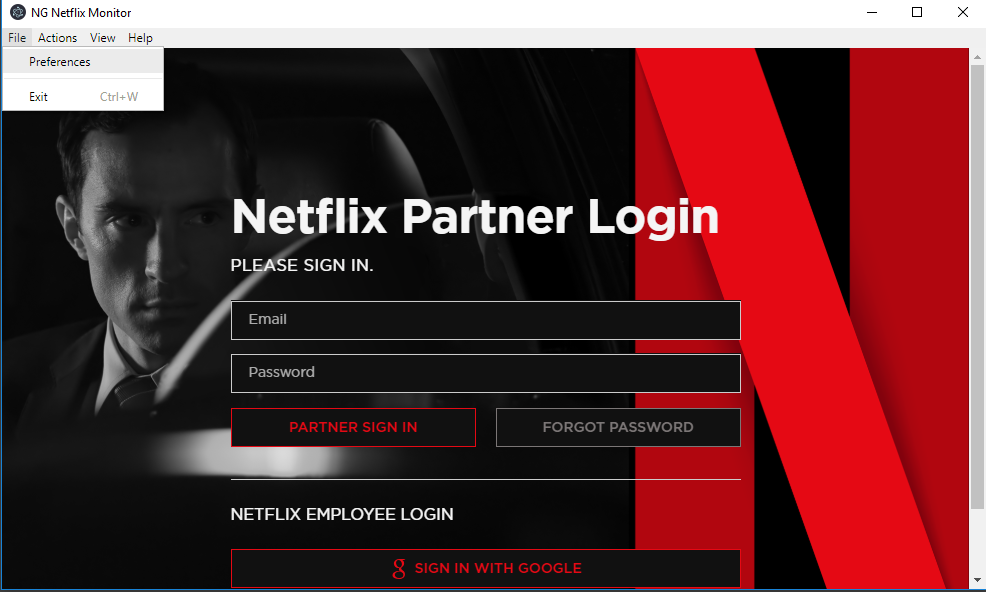 NG Netflix Monitor
File Actions View Help
Preferences
Exit Ctrl+W
Netflix Partner Login
PLEASE SIGN IN.
Email
Password
PARTNER SIGN IN FORGOT PASSWORD
NETFLIX EMPLOYEE LOGIN
g SIGN IN WITH GOOGLE